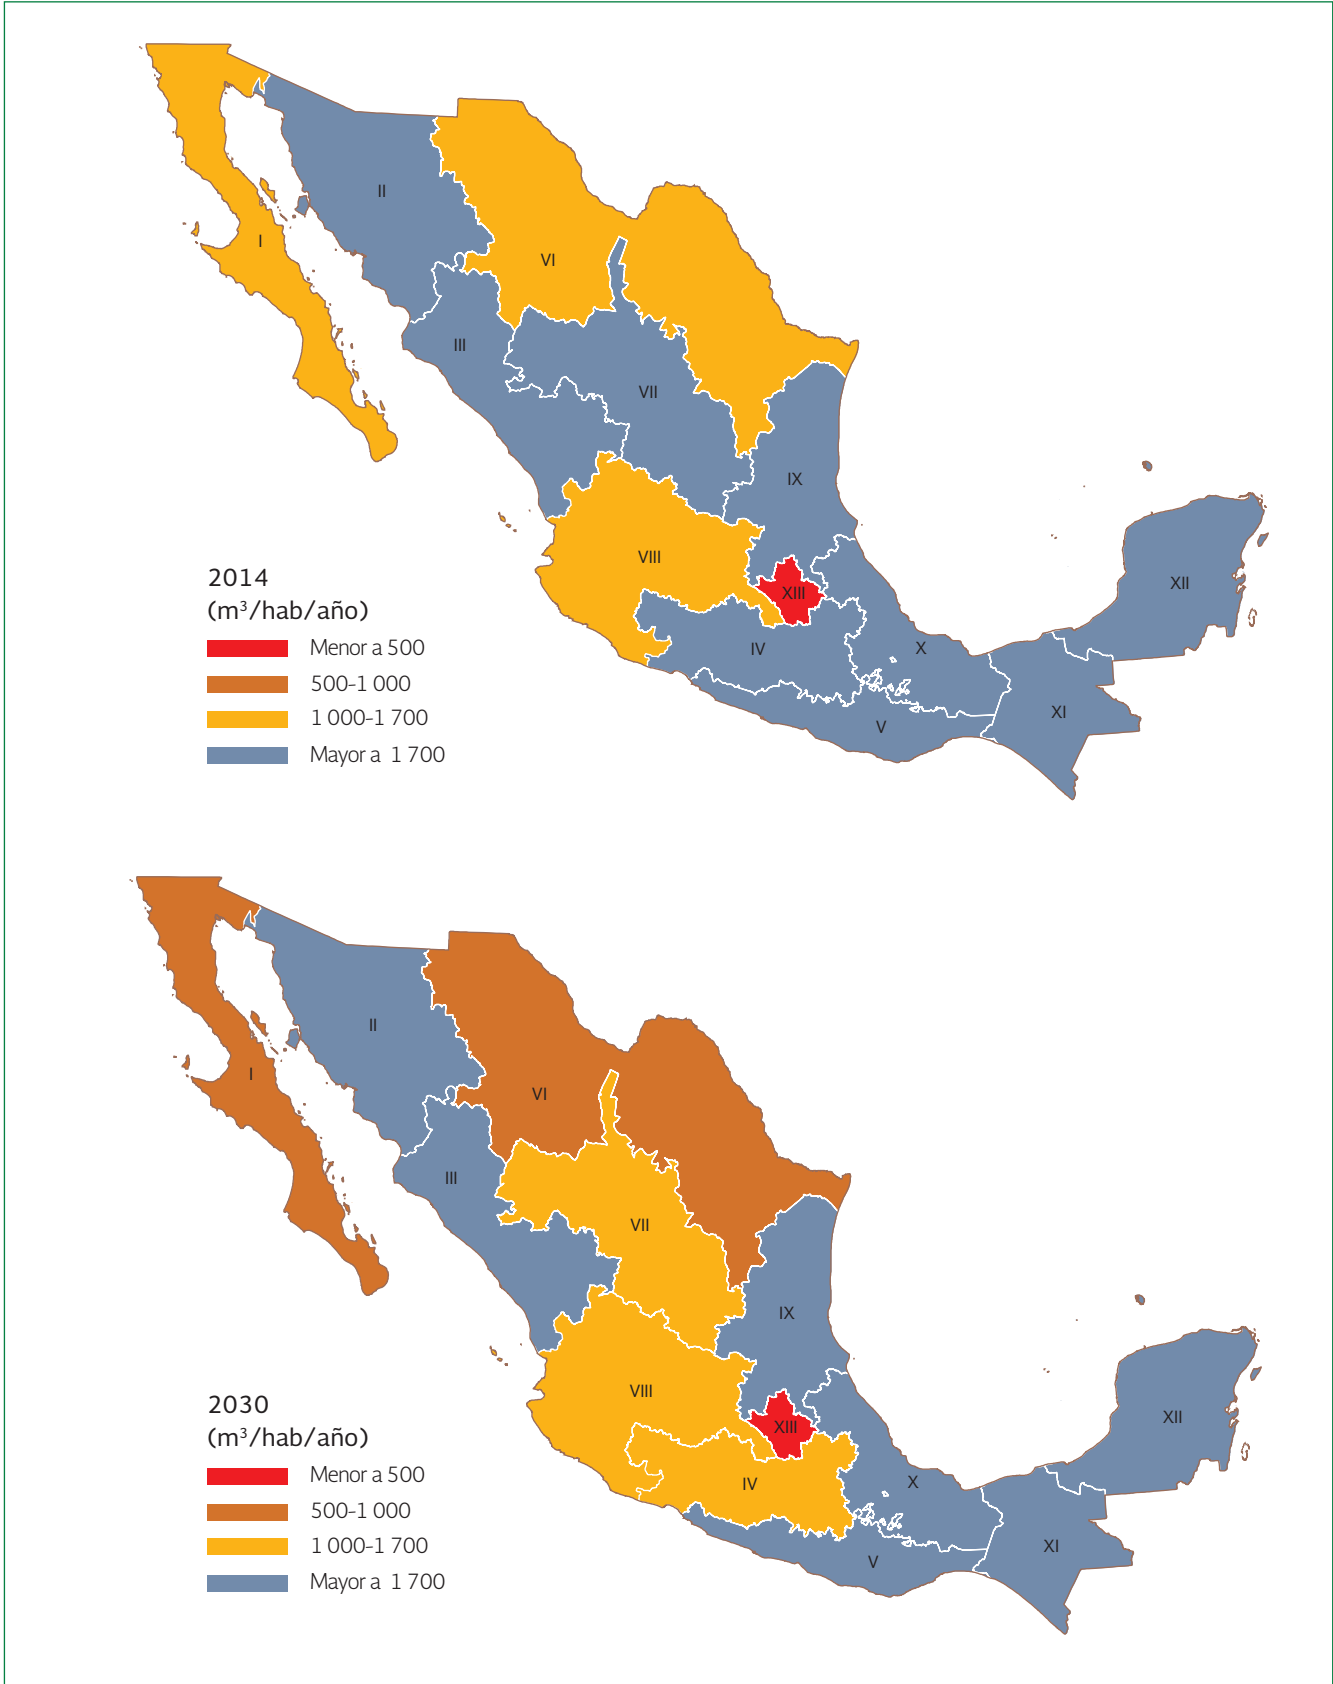 I
II
III
VI
VII
VIII
IX
XIII
IV
V
X
XI
XII
2014
(m³/hab/año)
Menor a 500
500-1 000
1 000-1 700
Mayor a 1 700
I
II
III
VI
VII
VIII
IX
XIII
IV
V
X
XI
XII
2030
(m³/hab/año)
Menor a 500
500-1 000
1 000-1 700
Mayor a 1 700